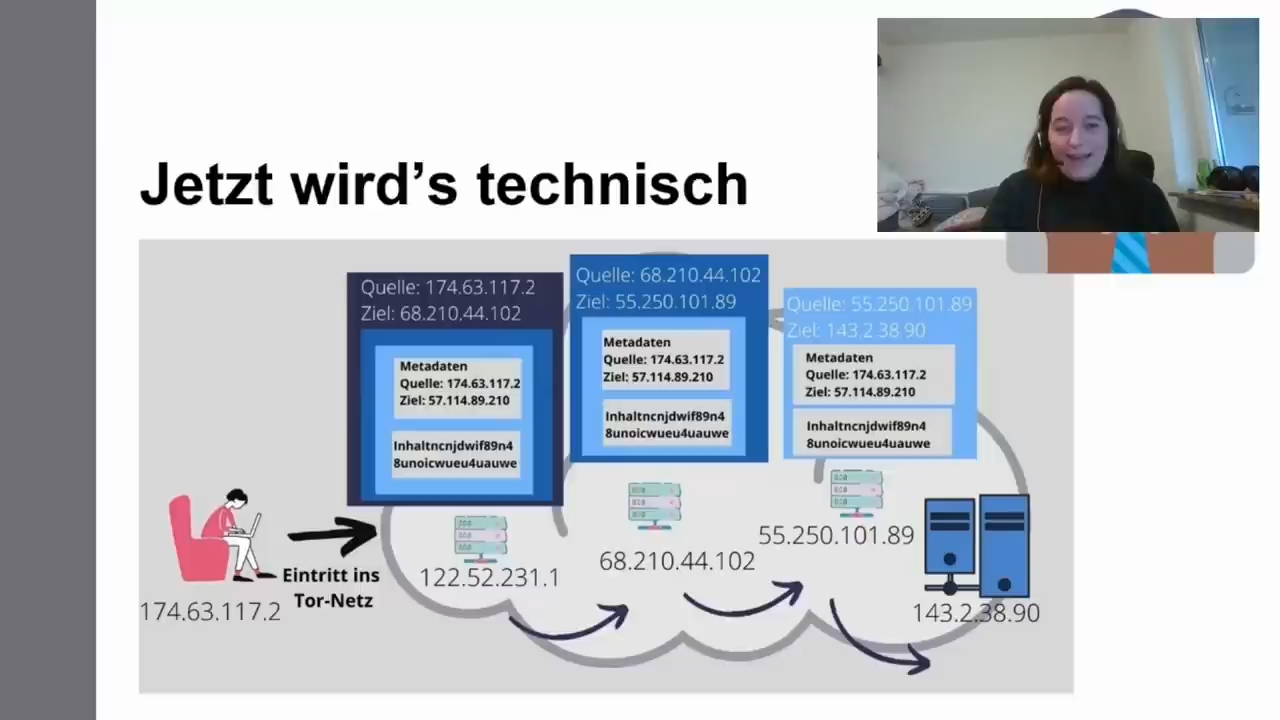 Jetzt wird’s technisch
Quelle: 174.63.117.2
Ziel: 68.210.44.102
Metadaten
Quelle: 174.63.117.2
Ziel: 57.114.89.210
Inhaltncnjdwif89n4
8unoicwueu4uauwe
Quelle: 68.210.44.102
Ziel: 55.250.101.89
Metadaten
Quelle: 174.63.117.2
Ziel: 57.114.89.210
Inhaltncnjdwif89n4
8unoicwueu4uauwe
Quelle: 55.250.101.89
Ziel: 143.2.38.90
Metadaten
Quelle: 174.63.117.2
Ziel: 57.114.89.210
Inhaltncnjdwif89n4
8unoicwueu4uauwe
174.63.117.2
Eintritt ins
Tor-Netz
122.52.231.1
68.210.44.102
55.250.101.89
143.2.38.90